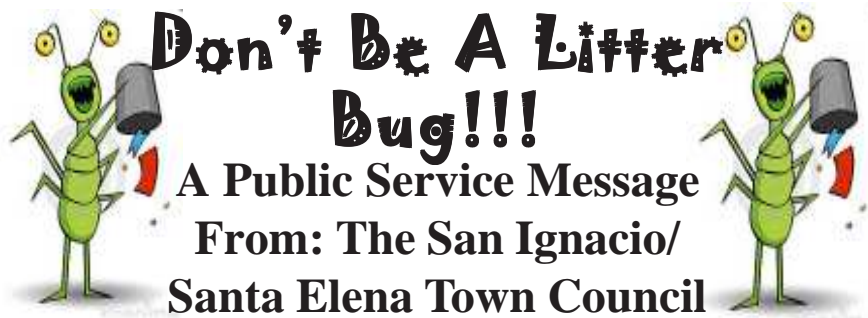 Don't Be A Litter
Bug!!!
A Public Service Message
From: The San Ignacio/
Santa Elena Town Council